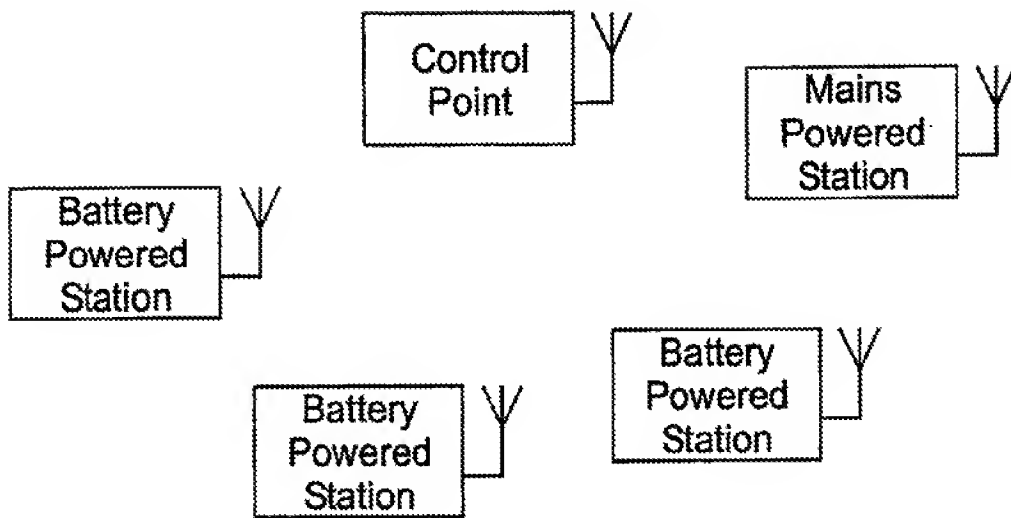 Control
Point
Mains
Powered
Station
Battery
Powered
Station
Battery
Powered
Station
Battery
Powered
Station